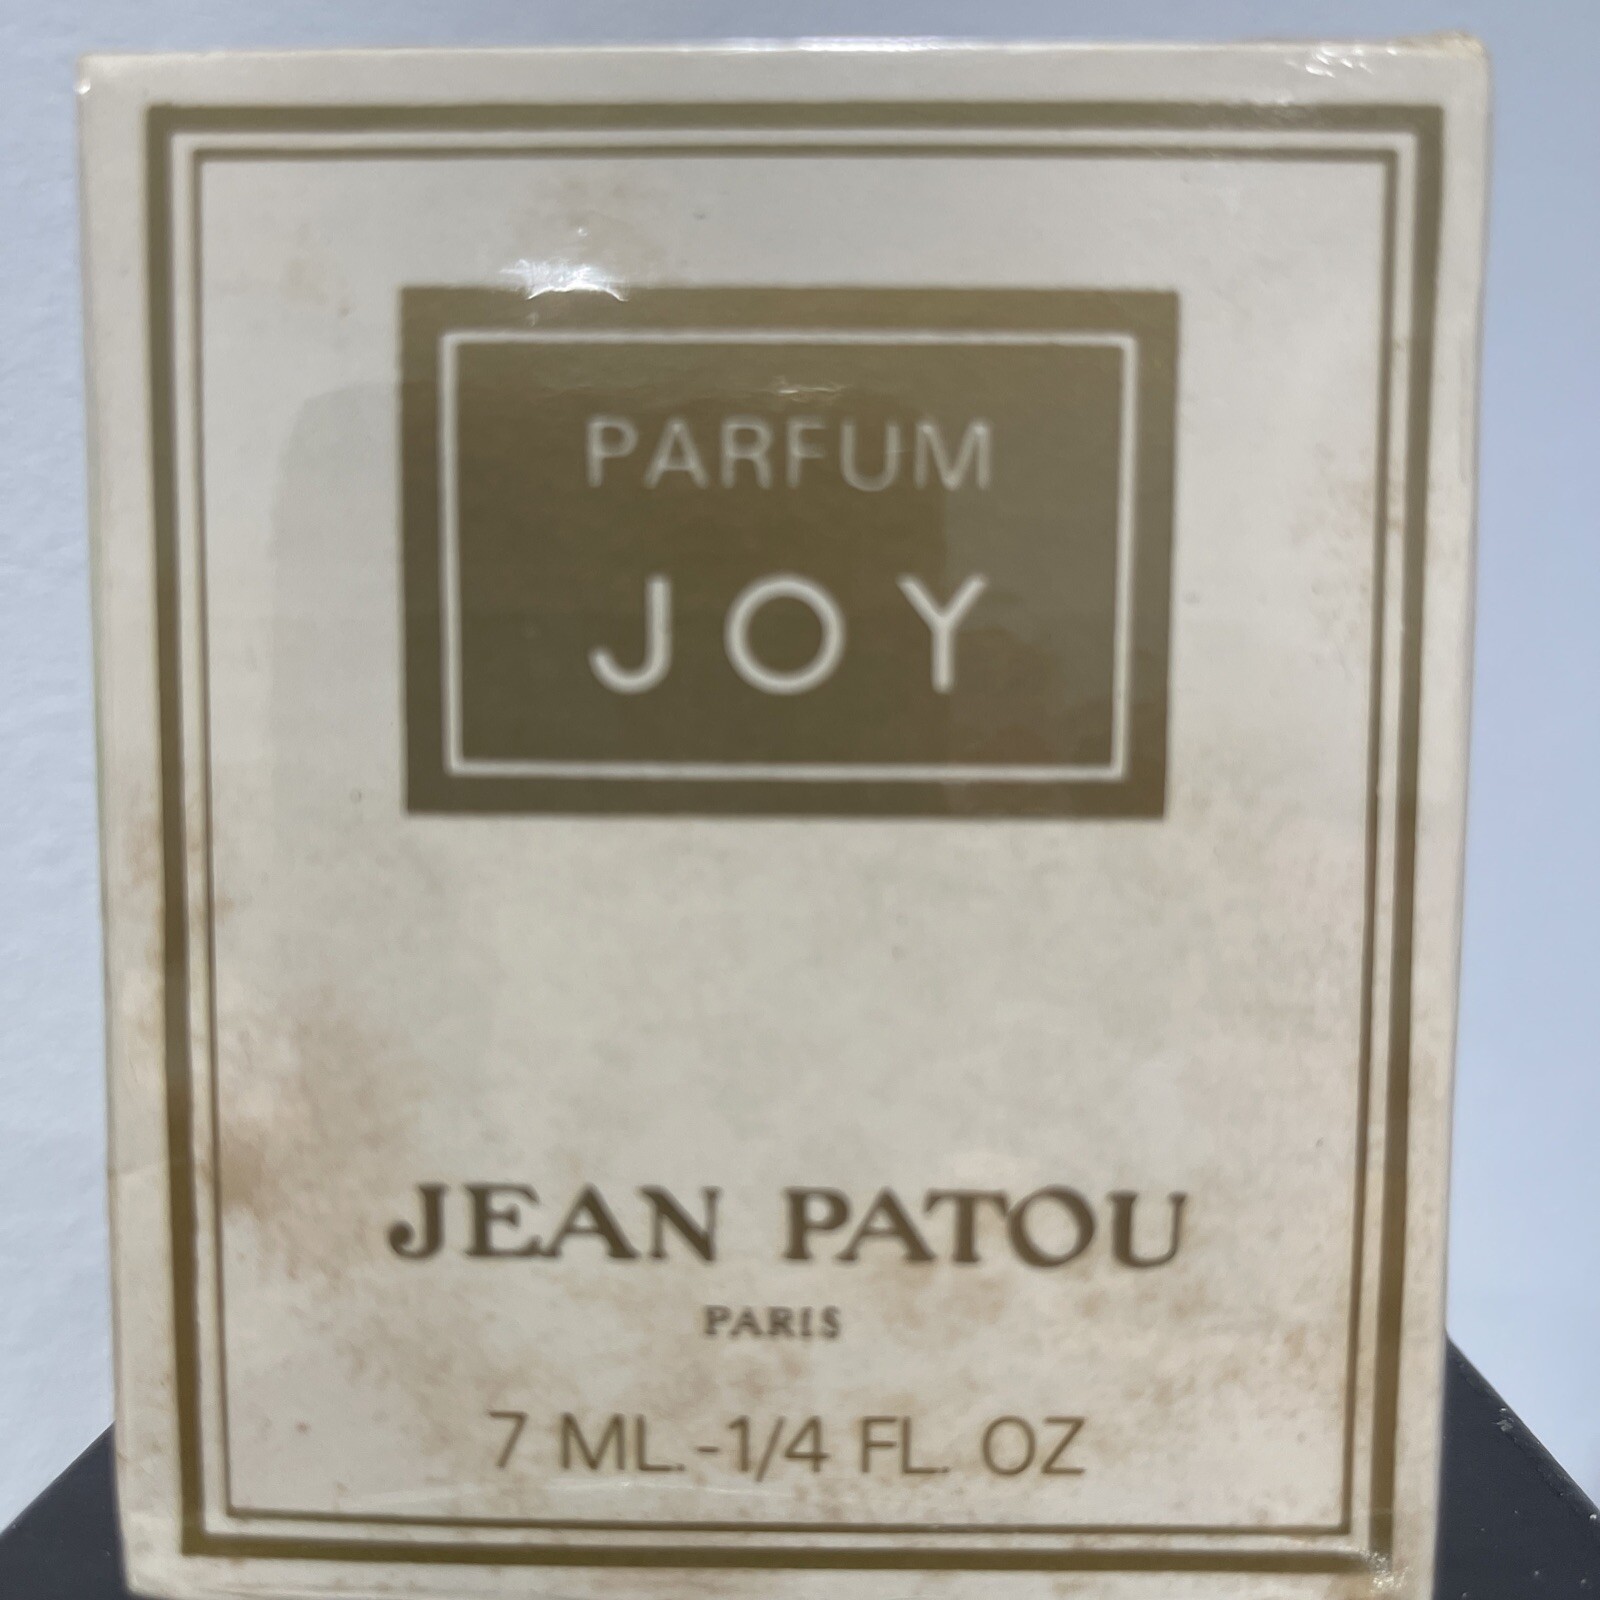 PARFUM
JOY
JEAN PATOU
PARIS
7 ML.-1/4 FL. OZ